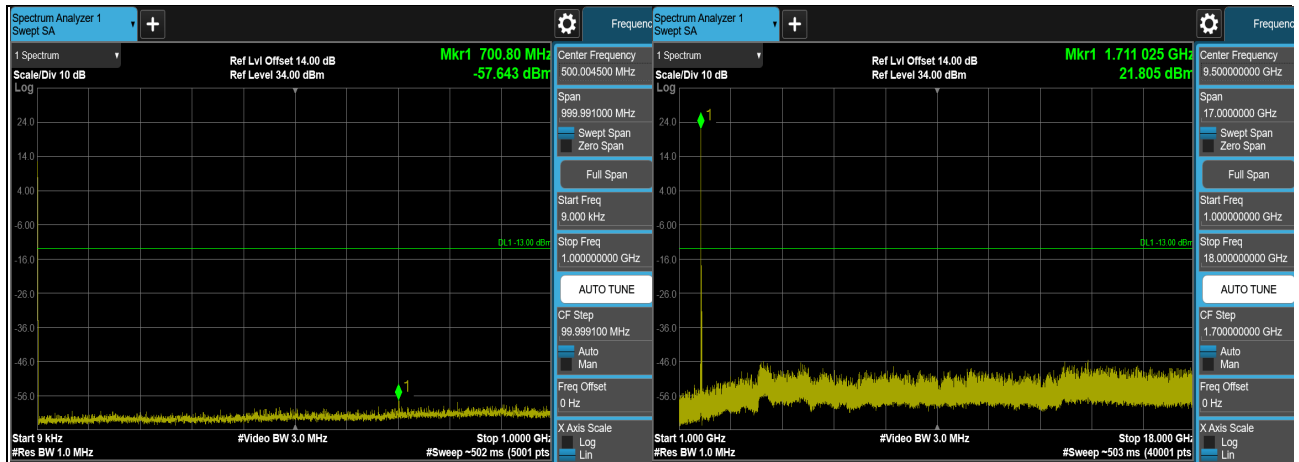 Spectrum Analyzer 1
Swept SA
+
Frequenc
1 Spectrum
Ref Lvl Offset 14.00 dB
Ref Level 34.00 dBm
Mkr1 700.80 MHz
-57.643 dBm
Scale/Div 10 dB
Log
24.0
14.0
4.00
-6.00
-16.0
-26.0
-36.0
-46.0
-56.0
DL1 -13.00 dBm
1
Start 9 kHz
#Res BW 1.0 MHz
#Video BW 3.0 MHz
Stop 1.0000 GHz
#Sweep ~502 ms (5001 pts
Center Frequency
500.004500 MHz
Span
999.991000 MHz
Swept Span
Zero Span
Full Span
Start Freq
9.000 kHz
Stop Freq
1.000000000 GHz
AUTO TUNE
CF Step
99.999100 MHz
Auto
Man
Freq Offset
0 Hz
X Axis Scale
Log
Lin
Spectrum Analyzer 1
Swept SA
+
Frequenc
1 Spectrum
Ref Lvl Offset 14.00 dB
Ref Level 34.00 dBm
Mkr1 1.711 025 GHz
21.805 dBm
Scale/Div 10 dB
Log
24.0
14.0
4.00
-6.00
-16.0
-26.0
-36.0
-46.0
-56.0
DL1 -13.00 dBm
1
Start 1.000 GHz
#Res BW 1.0 MHz
#Video BW 3.0 MHz
Stop 18.000 GHz
#Sweep ~503 ms (40001 pts
Center Frequency
9.500000000 GHz
Span
17.0000000 GHz
Swept Span
Zero Span
Full Span
Start Freq
1.000000000 GHz
Stop Freq
18.000000000 GHz
AUTO TUNE
CF Step
1.700000000 GHz
Auto
Man
Freq Offset
0 Hz
X Axis Scale
Log
Lin